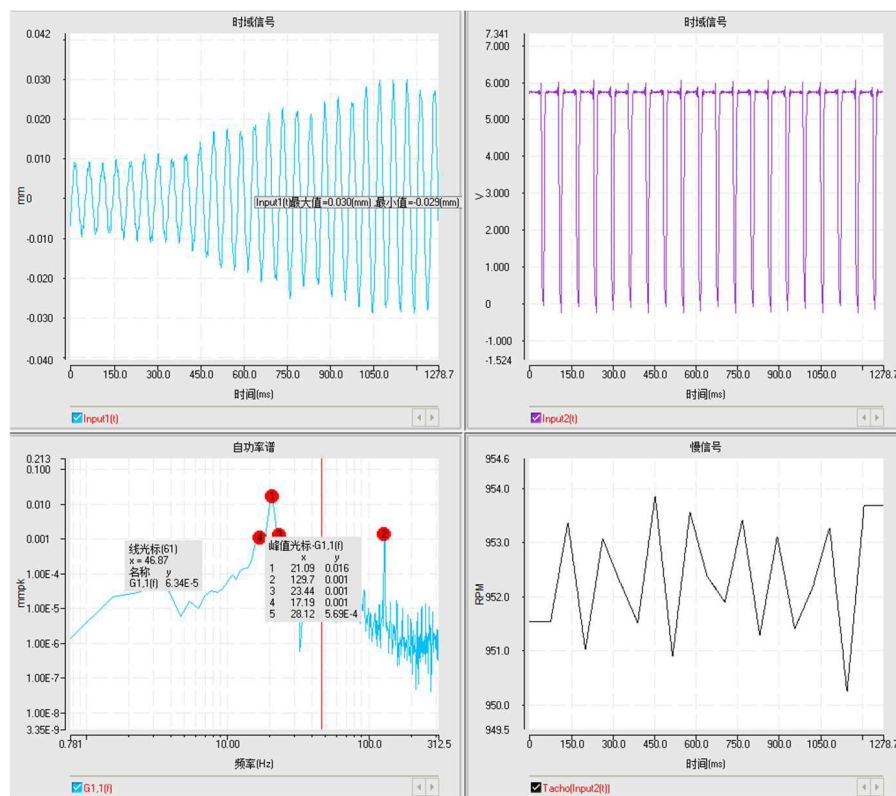 时域信号
0.042
0.030
0.020
0.010
0
-0.010
-0.020
-0.030
-0.040
mm
Input1(t)最大值=0.030(mm) ,最小值=-0.029(mm)
0 150.0 300.0 450.0 600.0 750.0 900.0 1050.0 1278.7
时间(ms)
Input1(t)
时域信号
7.341
7.000
6.000
5.000
4.000
3.000
2.000
1.000
0
-1.000
-1.524
V
0 150.0 300.0 450.0 600.0 750.0 900.0 1050.0 1278.7
时间(ms)
Input2(t)
自功率谱
0.213
0.100
0.010
0.001
1.00E-4
1.00E-5
1.00E-6
1.00E-7
1.00E-8
3.35E-9
mmpk
1
4
2
线光标(61)
x = 46.87
名称 y
G1,1(f) 6.34E-5
峰值光标-G1,1(f)
x y
1 21.09 0.016
2 129.7 0.001
3 23.44 0.001
4 17.19 0.001
5 28.12 5.69E-4
0.781 10.00 100.0 312.5
频率(Hz)
G1,1(f)
慢信号
954.6
954.0
953.0
952.0
951.0
950.0
949.5
RPM
0 150.0 300.0 450.0 600.0 750.0 900.0 1050.0 1278.7
时间(ms)
Tacho(Input2(t))